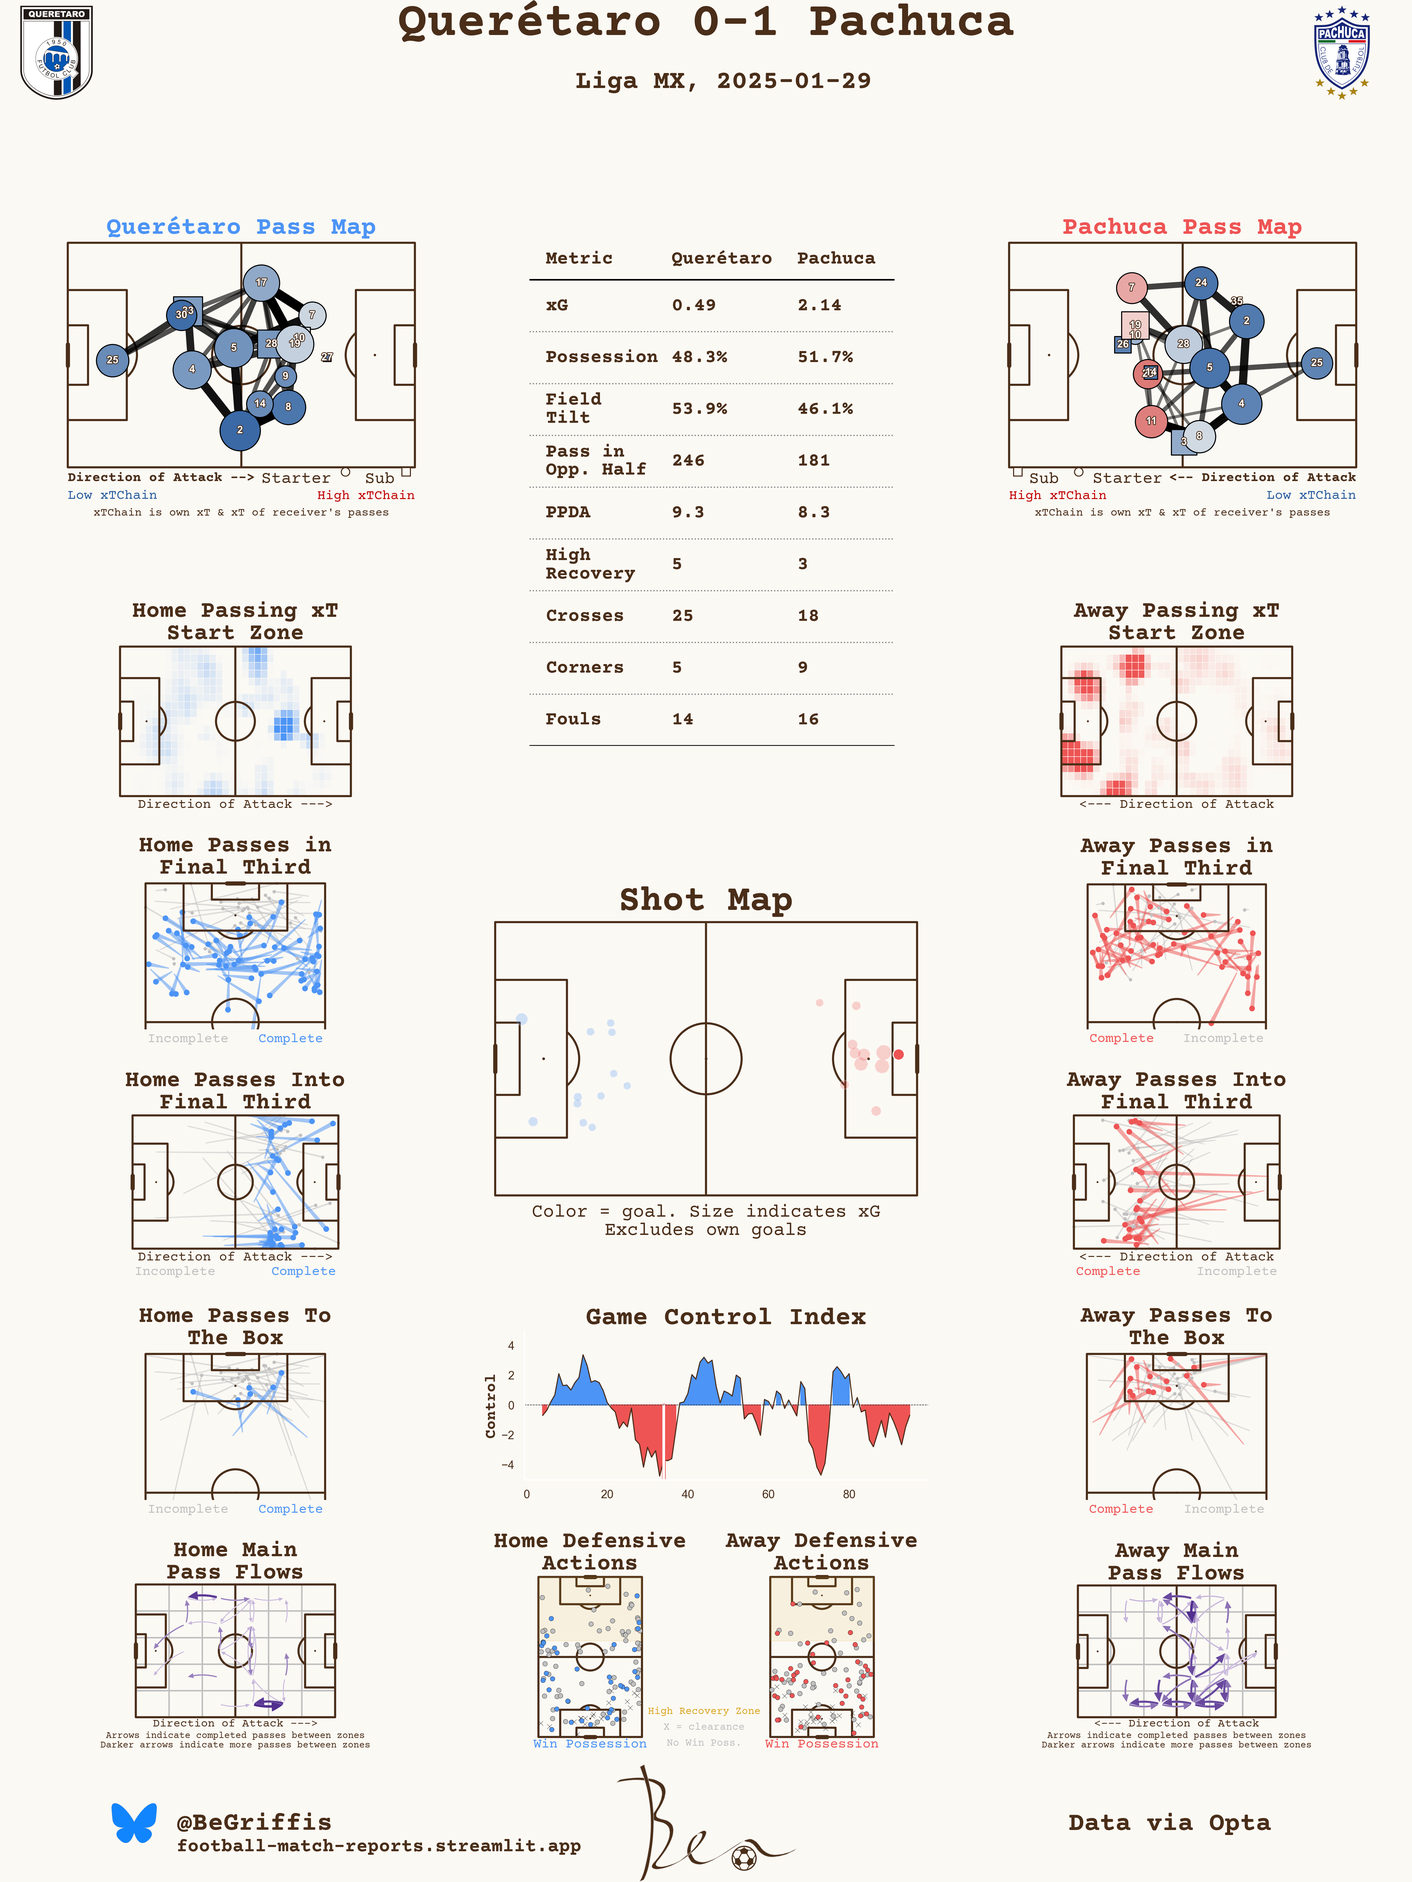 Querétaro 0-1 Pachuca
Liga MX, 2025-01-29
QUERETARO
1950
FUTBOL CLUB
PACHUCA
CLUB DE FUTBOL
Querétaro Pass Map
17
30
33
7
10
19
28
5
27
25
4
9
14
8
2
Direction of Attack --> Starter Sub
Low xTChain High xTChain
xTChain is own xT & xT of receiver's passes
Metric Querétaro Pachuca
xG 0.49 2.14
Possession 48.3% 51.7%
Field
Tilt 53.9% 46.1%
Pass in
Opp. Half 246 181
PPDA 9.3 8.3
High
Recovery 5 3
Crosses 25 18
Corners 5 9
Fouls 14 16
Pachuca Pass Map
7
24
35
2
19
10
26
28
5
25
14
4
11
3
8
Sub Starter <-- Direction of Attack
High xTChain Low xTChain
xTChain is own xT & xT of receiver's passes
Home Passing xT
Start Zone
Direction of Attack --->
Away Passing xT
Start Zone
<--- Direction of Attack
Home Passes in
Final Third
Incomplete Complete
Away Passes in
Final Third
Complete Incomplete
Shot Map
Color = goal. Size indicates xG
Excludes own goals
Home Passes Into
Final Third
Direction of Attack --->
Incomplete Complete
Away Passes Into
Final Third
<--- Direction of Attack
Complete Incomplete
Home Passes To
The Box
Incomplete Complete
Game Control Index
Control
4
2
0
−2
−4
0 20 40 60 80
Away Passes To
The Box
Complete Incomplete
Home Main
Pass Flows
Direction of Attack --->
Arrows indicate completed passes between zones
Darker arrows indicate more passes between zones
Home Defensive
Actions
Win Possession
Away Defensive
Actions
Win Possession
High Recovery Zone
X = clearance
No Win Poss.
Away Main
Pass Flows
<--- Direction of Attack
Arrows indicate completed passes between zones
Darker arrows indicate more passes between zones
@BeGriffis
football-match-reports.streamlit.app
Ben
Data via Opta